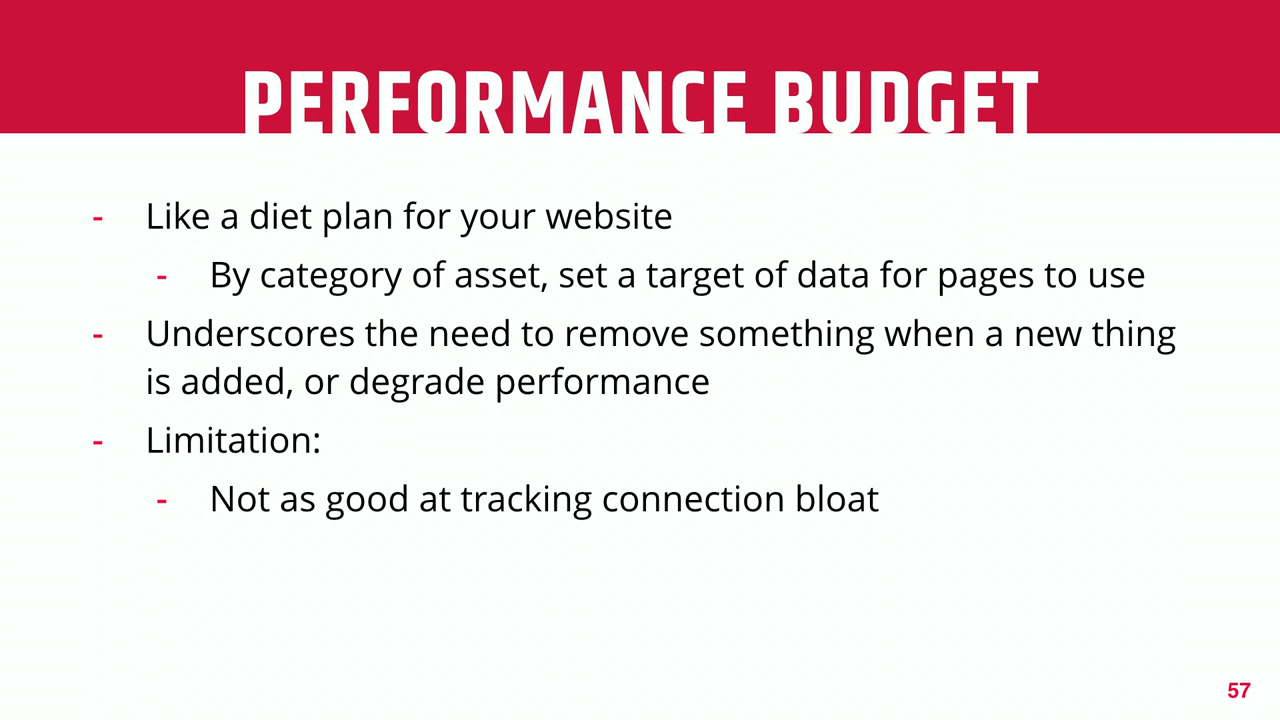 PERFORMANCE BUDGET
- Like a diet plan for your website
- By category of asset, set a target of data for pages to use
- Underscores the need to remove something when a new thing
is added, or degrade performance
- Limitation:
- Not as good at tracking connection bloat
57